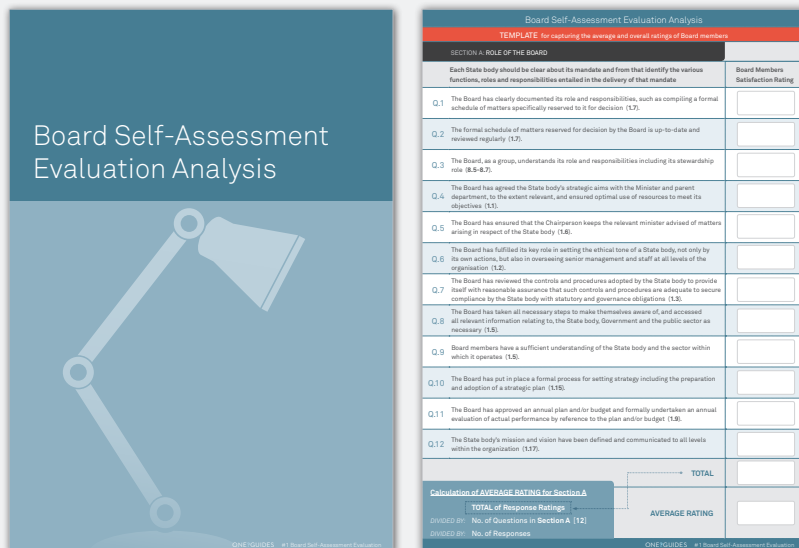 Board Self-Assessment
Evaluation Analysis
ONE!GUIDES #1 Board Self-Assessment Evaluation
Board Self-Assessment Evaluation Analysis
TEMPLATE for capturing the average and overall ratings of Board members
SECTION A: ROLE OF THE BOARD
Each State body should be clear about its mandate and from that identify the various
functions, roles and responsibilities entailed in the delivery of that mandate
Board Members
Satisfaction Rating
Q.1 The Board has clearly documented its role and responsibilities, such as compiling a formal
schedule of matters specifically reserved to it for decision (1.7).
Q.2 The formal schedule of matters reserved for decision by the Board is up-to-date and
reviewed regularly (1.7).
Q.3 The Board, as a group, understands its role and responsibilities including its stewardship
role (8.5-8.7).
Q.4 The Board has agreed the State body's strategic aims with the Minister and parent
department, to the extent relevant, and ensured optimal use of resources to meet its
objectives (1.1).
Q.5 The Board has ensured that the Chairperson keeps the relevant minister advised of matters
arising in respect of the State body (1.6).
Q.6 The Board has fulfilled its key role in setting the ethical tone of a State body, not only by
its own actions, but also in overseeing senior management and staff at all levels of the
organisation (1.2).
Q.7 The Board has reviewed the controls and procedures adopted by the State body to provide
itself with reasonable assurance that such controls and procedures are adequate to secure
compliance by the State body with statutory and governance obligations (1.3).
Q.8 The Board has taken all necessary steps to make themselves aware of, and accessed
all relevant information relating to, the State body, Government and the public sector as
necessary (1.5).
Q.9 Board members have a sufficient understanding of the State body and the sector within
which it operates (1.5).
Q.10 The Board has put in place a formal process for setting strategy including the preparation
and adoption of a strategic plan (1.15).
Q.11 The Board has approved an annual plan and/or budget and formally undertaken an annual
evaluation of actual performance by reference to the plan and/or budget (1.9).
Q.12 The State body's mission and vision have been defined and communicated to all levels
within the organization (1.17).
TOTAL
Calculation of AVERAGE RATING for Section A
TOTAL of Response Ratings
DIVIDED BY: No. of Questions in Section A [12]
DIVIDED BY: No. of Responses
AVERAGE RATING
ONE!GUIDES #1 Board Self-Assessment Evaluation